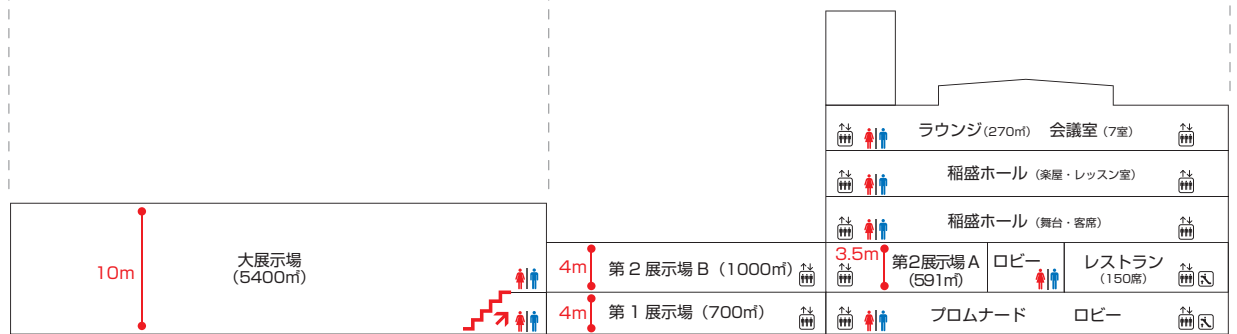 ラウンジ(270㎡) 会議室(7室)
稲盛ホール(楽屋・レッスン室)
稲盛ホール(舞台・客席)
10m
大展示場
(5400㎡)
4m
第2展示場B(1000㎡)
3.5m
第2展示場A
(591㎡)
ロビー
レストラン
(150席)
4m
第1展示場(700㎡)
プロムナード ロビー